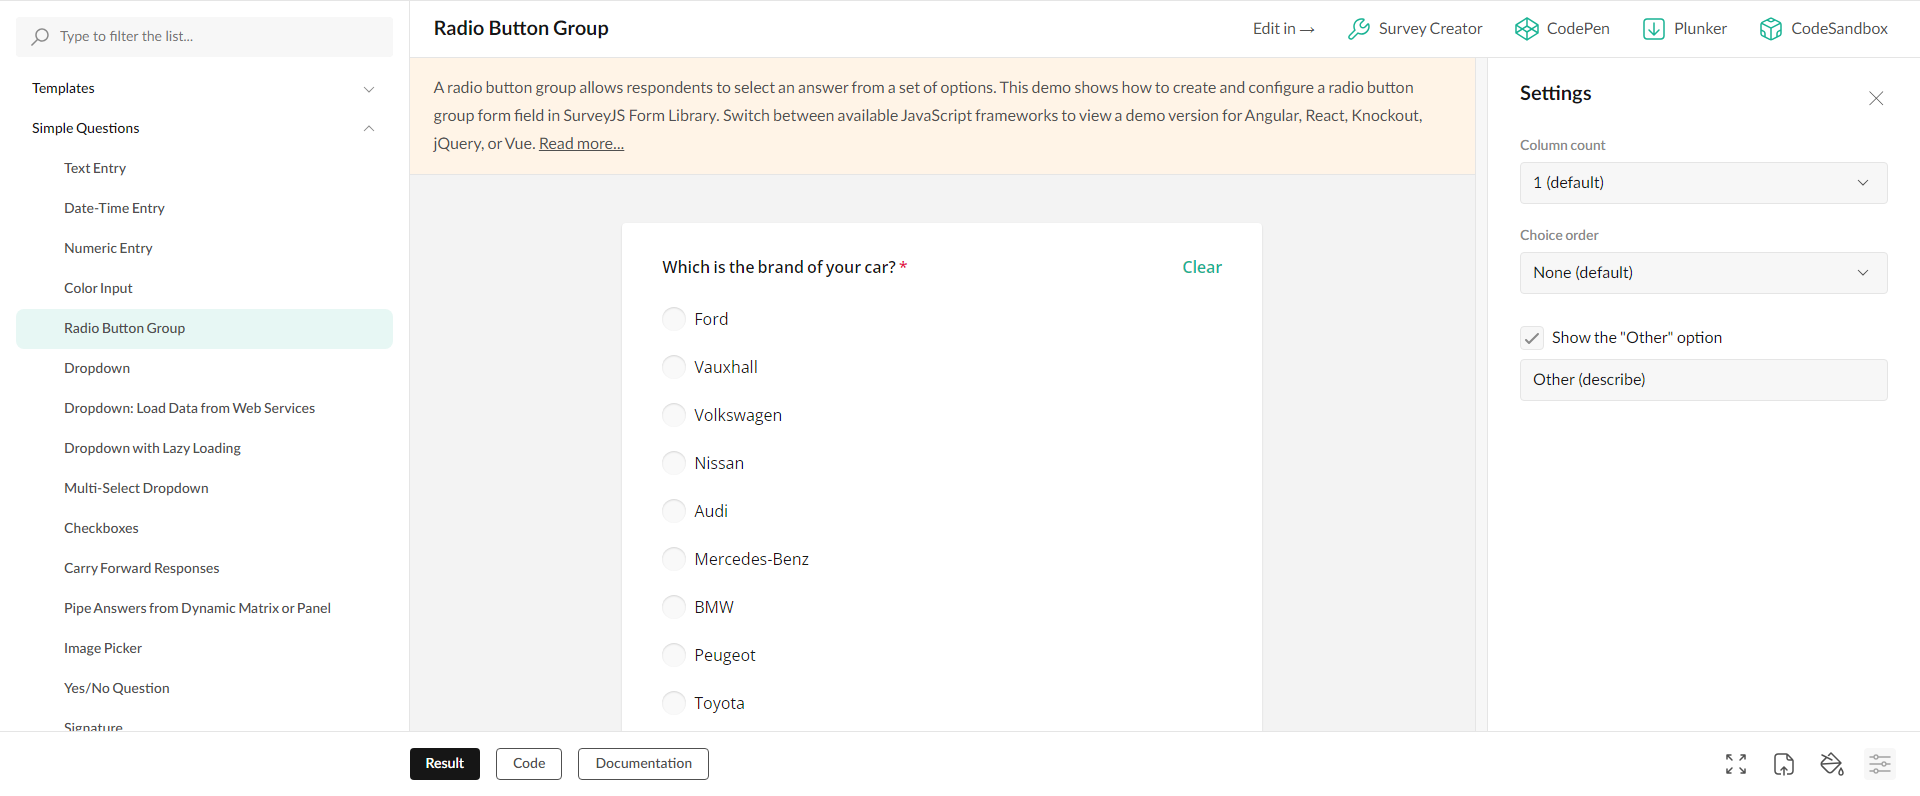 Type to filter the list...
Templates
Simple Questions
Text Entry
Date-Time Entry
Numeric Entry
Color Input
Radio Button Group
Dropdown
Dropdown: Load Data from Web Services
Dropdown with Lazy Loading
Multi-Select Dropdown
Checkboxes
Carry Forward Responses
Pipe Answers from Dynamic Matrix or Panel
Image Picker
Yes/No Question
Signature
Radio Button Group
Edit in → Survey Creator CodePen Plunker CodeSandbox
A radio button group allows respondents to select an answer from a set of options. This demo shows how to create and configure a radio button
group form field in SurveyJS Form Library. Switch between available JavaScript frameworks to view a demo version for Angular, React, Knockout,
jQuery, or Vue. Read more...
Which is the brand of your car? *
Clear
Ford
Vauxhall
Volkswagen
Nissan
Audi
Mercedes-Benz
BMW
Peugeot
Toyota
Settings
Column count
1 (default)
Choice order
None (default)
Show the "Other" option
Other (describe)
Result Code Documentation